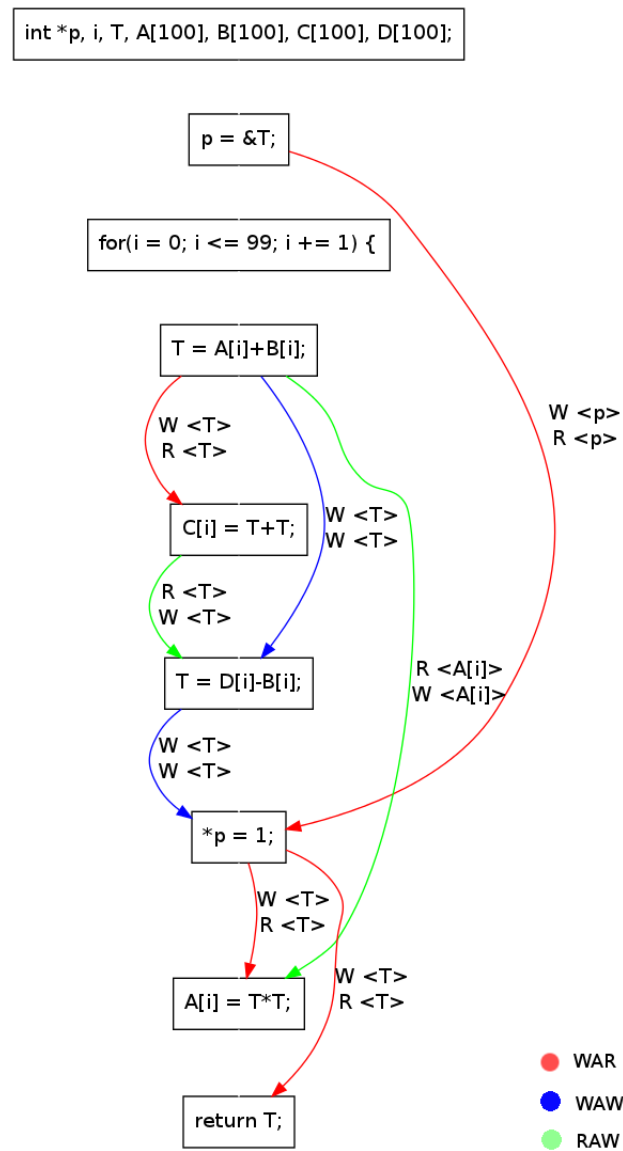 int *p, i, T, A[100], B[100], C[100], D[100];
p = &T;
for(i = 0; i <= 99; i += 1) {
T = A[i]+B[i];
W <p>
R <p>
W <T>
R <T>
C[i] = T+T;
W <T>
W <T>
R <T>
W <T>
T = D[i]-B[i];
R <A[i]>
W <A[i]>
W <T>
W <T>
*p = 1;
W <T>
R <T>
A[i] = T*T;
W <T>
R <T>
WAR
WAW
RAW
return T;